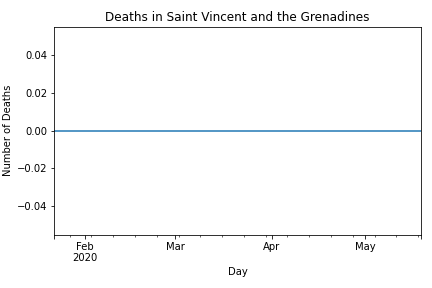 Deaths in Saint Vincent and the Grenadines
Number of Deaths
0.04
0.02
0.00
−0.02
−0.04
Feb Mar Apr May
2020
Day